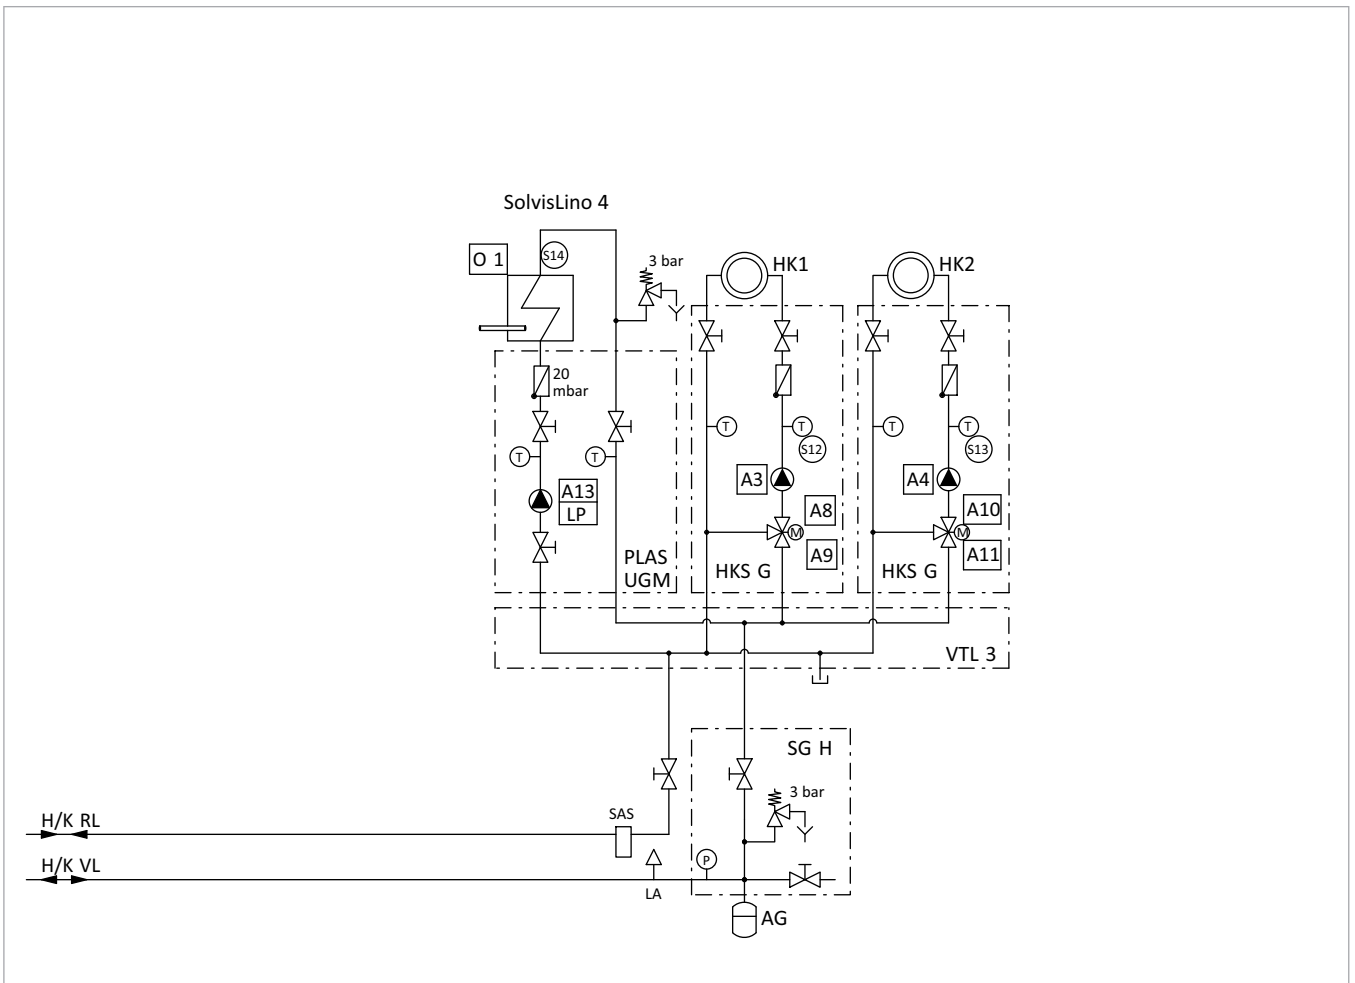 SolvisLino 4
O 1
S14
3 bar
HK1
HK2
20
mbar
T
T
T
T
T
T
S12
S13
A3
A4
A13
LP
A8
M
A9
A10
M
A11
PLAS
UGM
HKS G
HKS G
VTL 3
SG H
3 bar
SAS
H/K RL
P
H/K VL
LA
AG